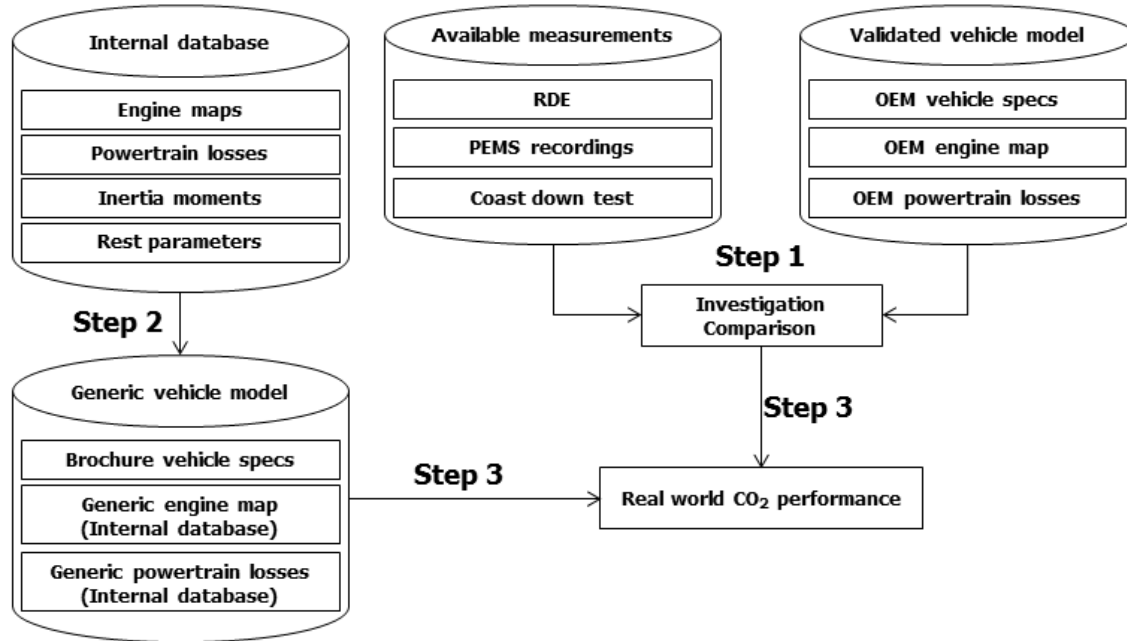 Internal database
Engine maps
Powertrain losses
Inertia moments
Rest parameters
Available measurements
RDE
PEMS recordings
Coast down test
Validated vehicle model
OEM vehicle specs
OEM engine map
OEM powertrain losses
Step 1
Investigation
Comparison
Step 2
Generic vehicle model
Brochure vehicle specs
Generic engine map
(Internal database)
Generic powertrain losses
(Internal database)
Step 3
Step 3
Real world CO₂ performance